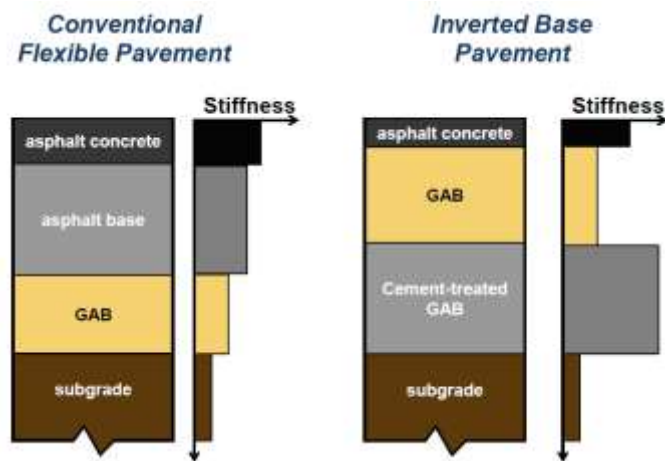 Conventional
Flexible Pavement
Stiffness
asphalt concrete
asphalt base
GAB
subgrade
Inverted Base
Pavement
Stiffness
asphalt concrete
GAB
Cement-treated
GAB
subgrade